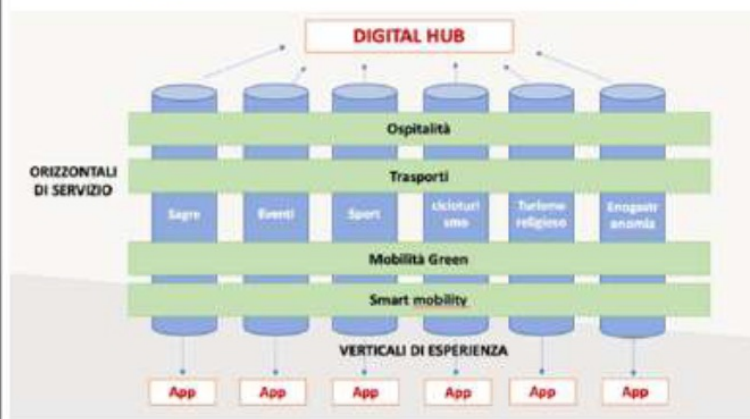 DIGITAL HUB
Ospitalità
ORIZZONTALI
DI SERVIZIO
Trasporti
Sagre
Eventi
Sport
cicloturi
smo
Turismo
religioso
Enogastr
onomia
Mobilità Green
Smart mobility
VERTICALI DI ESPERIENZA
App
App
App
App
App
App